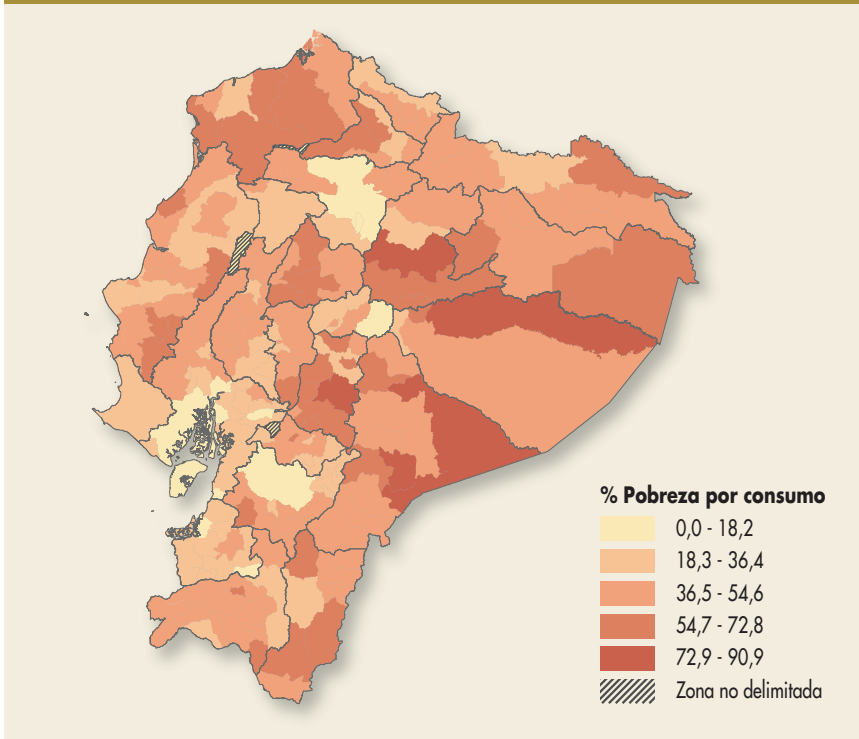 % Pobreza por consumo
0,0 - 18,2
18,3 - 36,4
36,5 - 54,6
54,7 - 72,8
72,9 - 90,9
Zona no delimitada